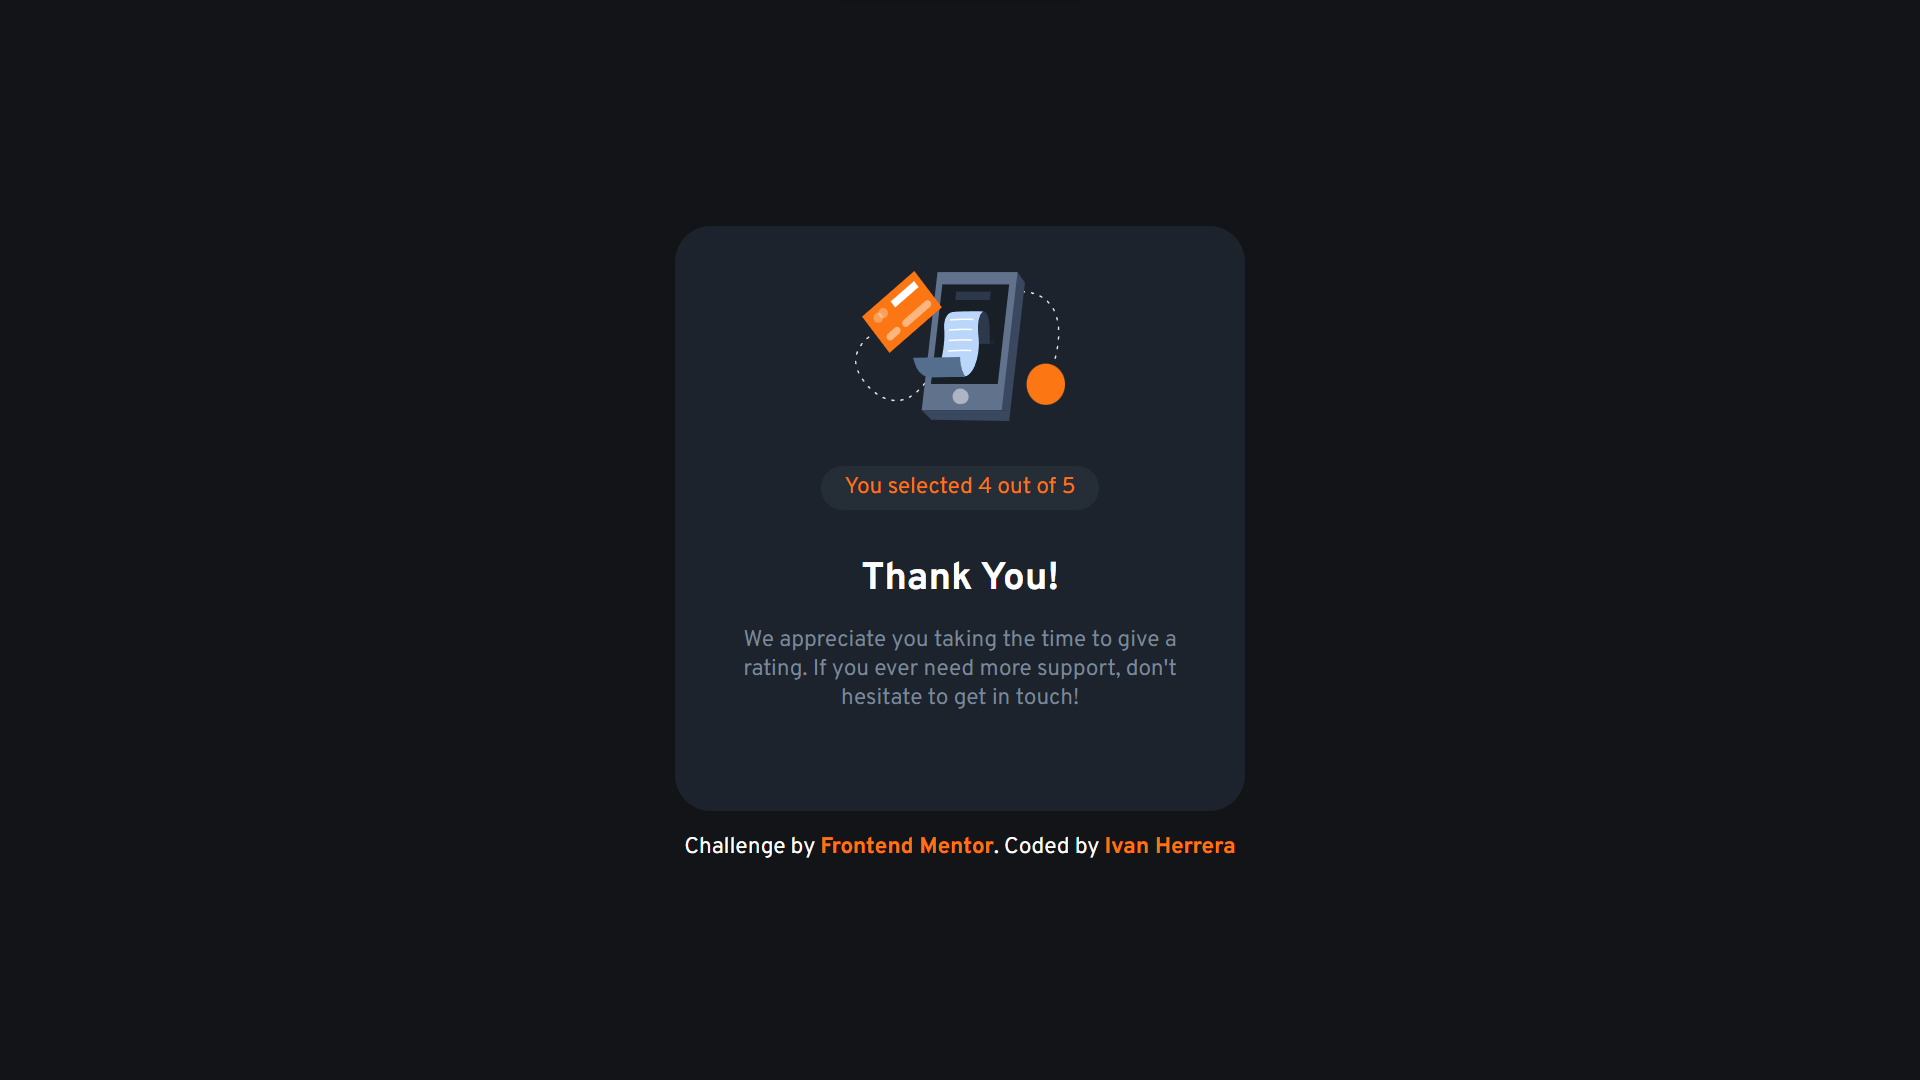 You selected 4 out of 5
Thank You!
We appreciate you taking the time to give a
rating. If you ever need more support, don't
hesitate to get in touch!
Challenge by Frontend Mentor. Coded by Ivan Herrera